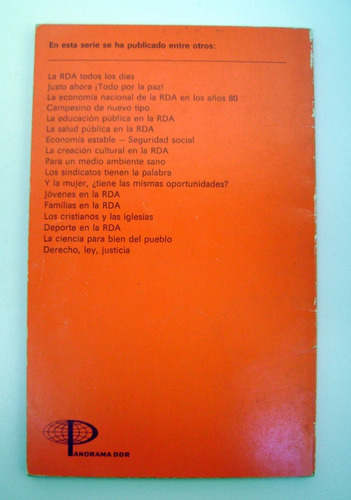 En esta serie se ha publicado entre otros:
La RDA todos los días
Justo ahora ¡Todo por la paz!
La economía nacional de la RDA en los años 80
Campesino de nuevo tipo
La educación pública en la RDA
La salud pública en la RDA
Economía estable — Seguridad social
La creación cultural en la RDA
Para un medio ambiente sano
Los sindicatos tienen la palabra
Y la mujer, ¿tiene las mismas oportunidades?
Jóvenes en la RDA
Familias en la RDA
Los cristianos y las iglesias
Deporte en la RDA
La ciencia para bien del pueblo
Derecho, ley, justicia
PANORAMA DDR